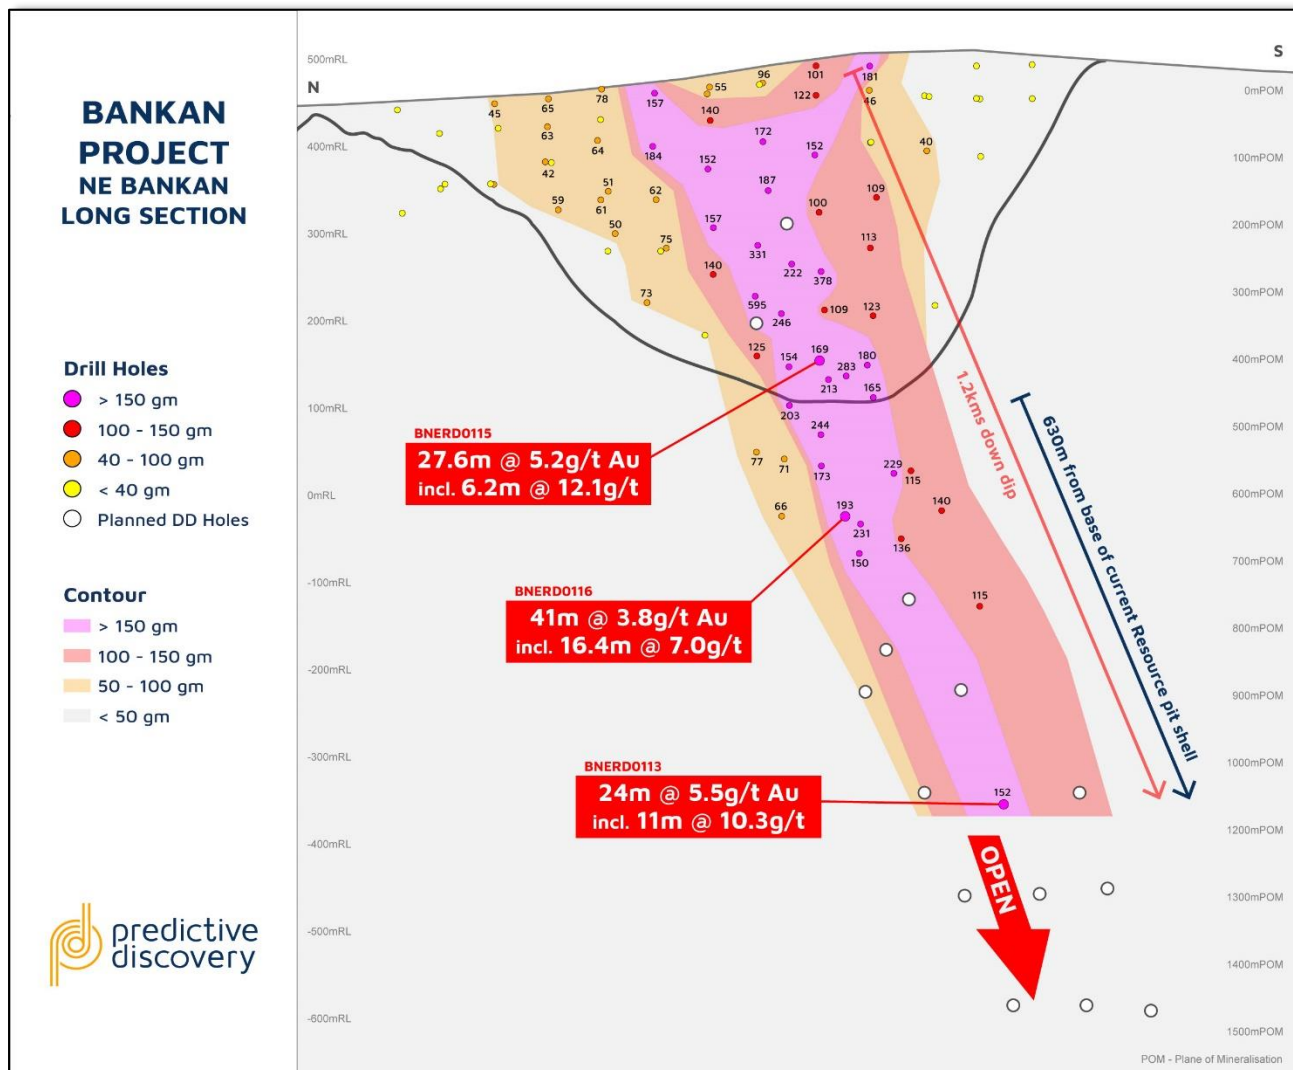 BANKAN
PROJECT
NE BANKAN
LONG SECTION
Drill Holes
> 150 gm
100 - 150 gm
40 - 100 gm
< 40 gm
Planned DD Holes
Contour
> 150 gm
100 - 150 gm
50 - 100 gm
< 50 gm
predictive
discovery
N
S
500mRL
400mRL
300mRL
200mRL
100mRL
0mRL
-100mRL
-200mRL
-300mRL
-400mRL
-500mRL
-600mRL
0mPOM
100mPOM
200mPOM
300mPOM
400mPOM
500mPOM
600mPOM
700mPOM
800mPOM
900mPOM
1000mPOM
1200mPOM
1300mPOM
1400mPOM
1500mPOM
45
65
78
157
55
96
101
181
63
140
122
46
64
184
172
152
40
42
152
51
187
109
59
61
62
100
50
157
113
75
331
140
222
378
73
595
246
109
123
125
154
169
180
283
213
165
203
244
77
71
173
229
115
66
193
140
231
136
150
115
152
BNERD0115
27.6m @ 5.2g/t Au
incl. 6.2m @ 12.1g/t
BNERD0116
41m @ 3.8g/t Au
incl. 16.4m @ 7.0g/t
BNERD0113
24m @ 5.5g/t Au
incl. 11m @ 10.3g/t
1.2kms down dip
630m from base of current Resource pit shell
OPEN
POM - Plane of Mineralisation